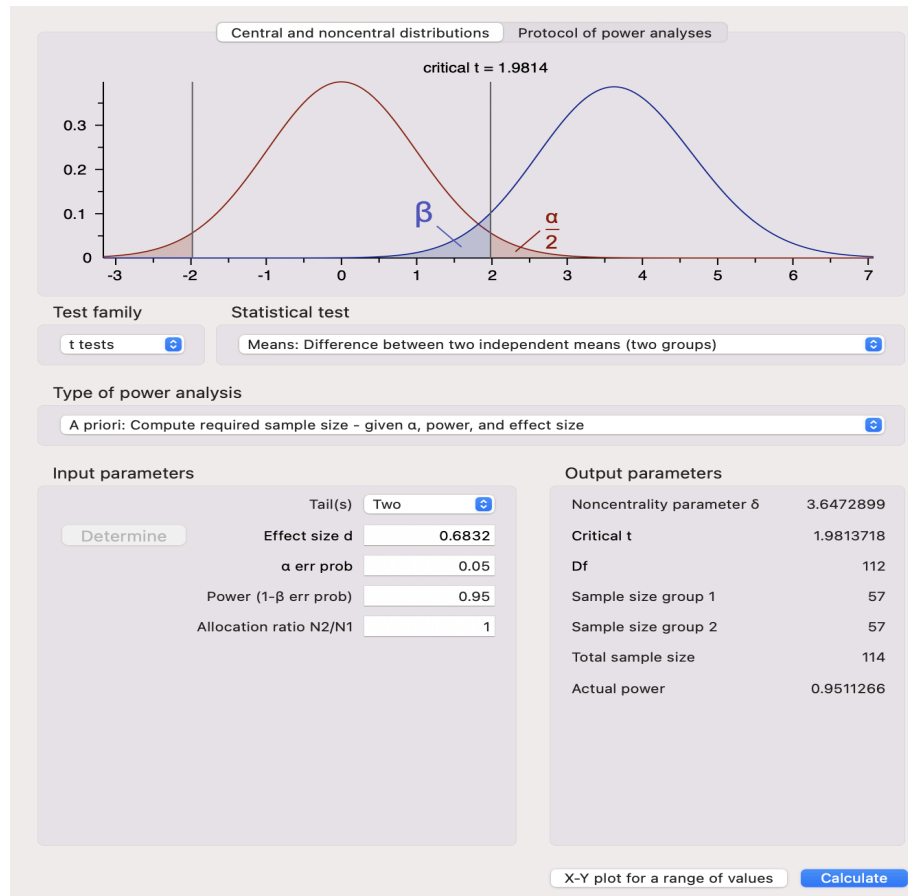 Central and noncentral distributions Protocol of power analyses
critical t = 1.9814
0.3
0.2
0.1
0
β
α
2
-3 -2 -1 0 1 2 3 4 5 6 7
Test family Statistical test
t tests Means: Difference between two independent means (two groups)
Type of power analysis
A priori: Compute required sample size - given α, power, and effect size
Input parameters Output parameters
Tail(s) Two Noncentrality parameter δ 3.6472899
Determine Effect size d 0.6832 Critical t 1.9813718
α err prob 0.05 Df 112
Power (1-β err prob) 0.95 Sample size group 1 57
Allocation ratio N2/N1 1 Sample size group 2 57
Total sample size 114
Actual power 0.9511266
X-Y plot for a range of values Calculate